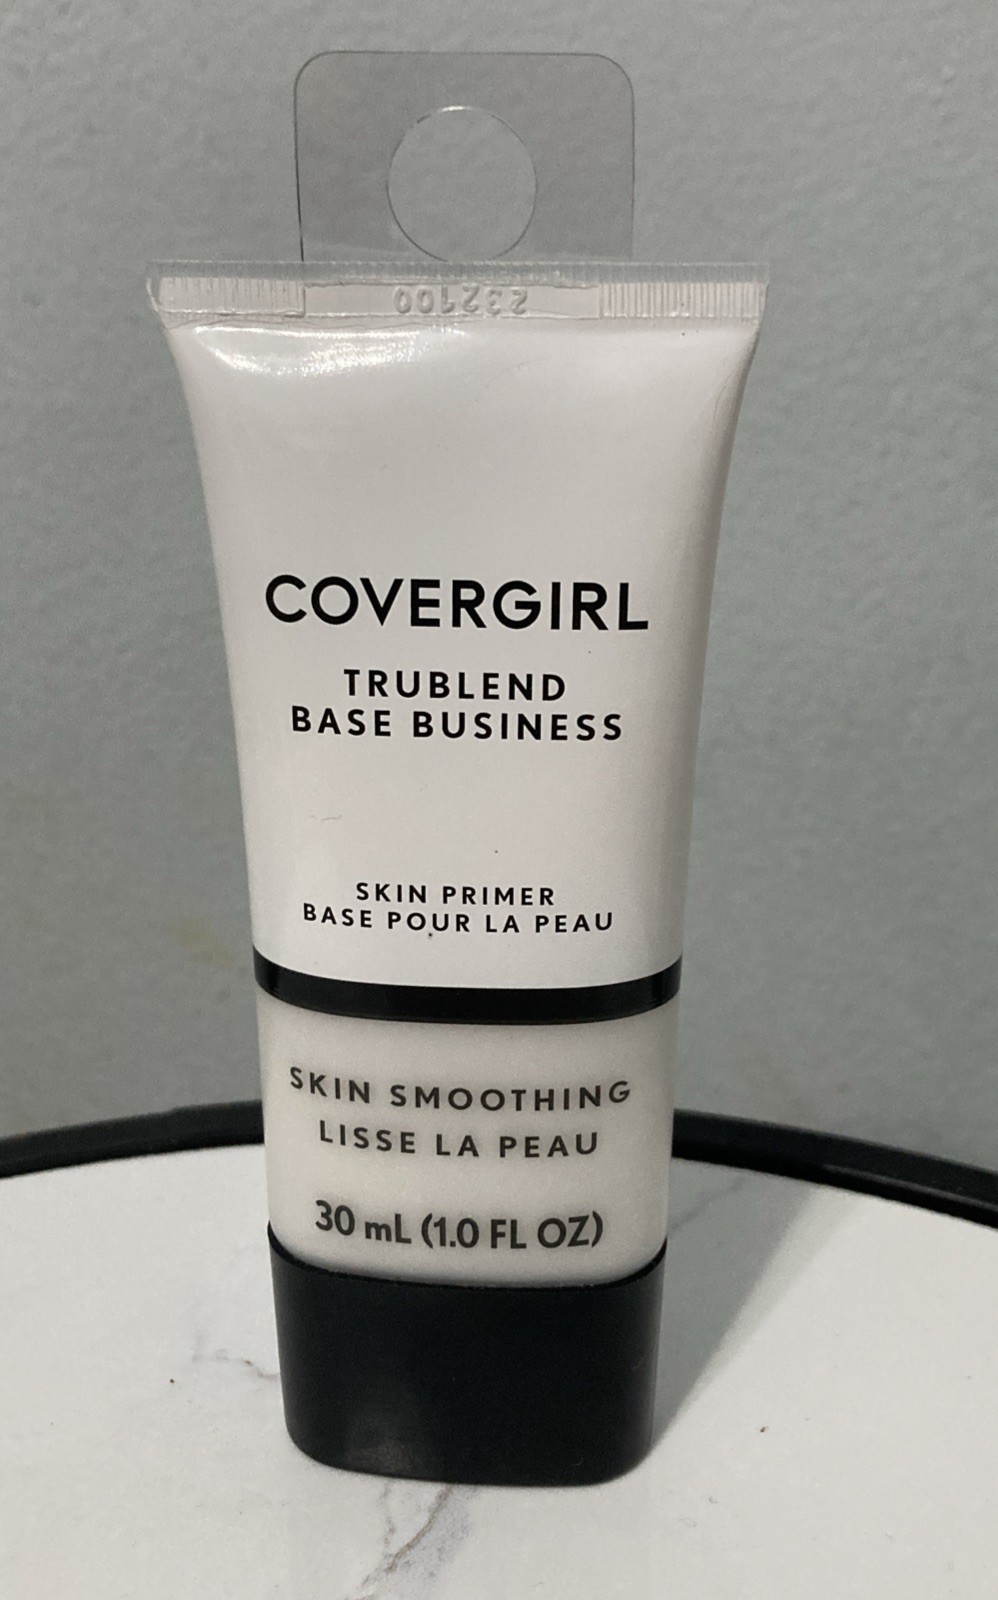 232100
COVERGIRL
TRUBLEND
BASE BUSINESS
SKIN PRIMER
BASE POUR LA PEAU
SKIN SMOOTHING
LISSE LA PEAU
30 mL (1.0 FL OZ)